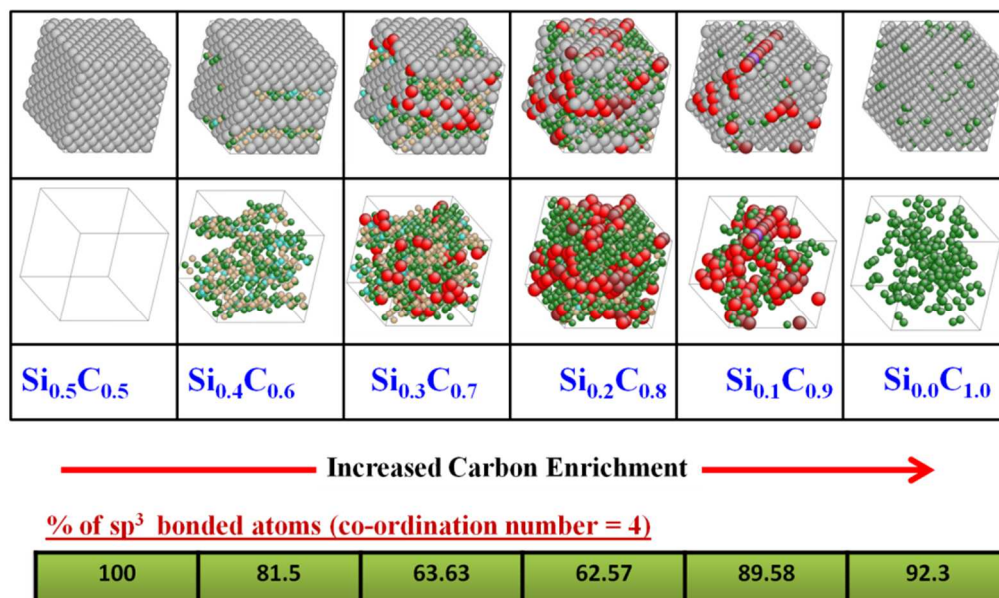 Si₀.₅C₀.₅ Si₀.₄C₀.₆ Si₀.₃C₀.₇ Si₀.₂C₀.₈ Si₀.₁C₀.₉ Si₀.₀C₁.₀
Increased Carbon Enrichment
% of sp³ bonded atoms (co-ordination number = 4)
100 81.5 63.63 62.57 89.58 92.3